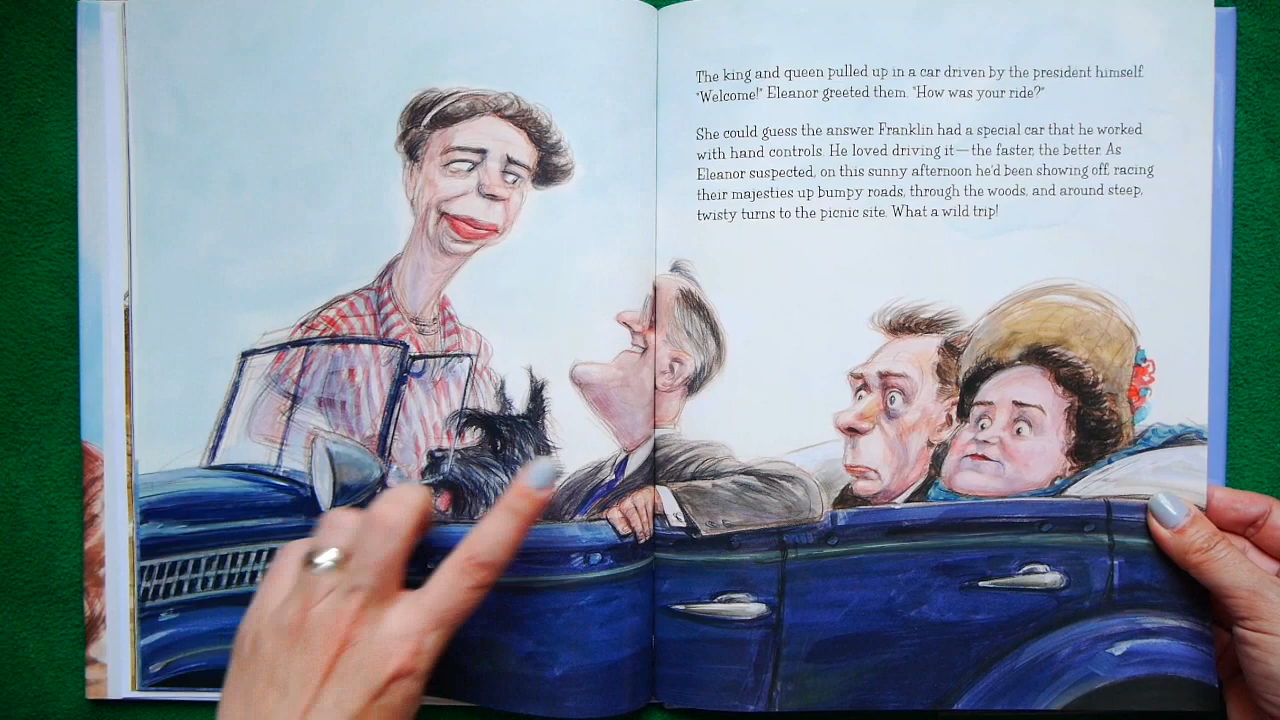 The king and queen pulled up in a car driven by the president himself.
"Welcome!" Eleanor greeted them. "How was your ride?"
She could guess the answer. Franklin had a special car that he worked
with hand controls. He loved driving it—the faster, the better. As
Eleanor suspected, on this sunny afternoon he'd been showing off, racing
their majesties up bumpy roads, through the woods, and around steep,
twisty turns to the picnic site. What a wild trip!